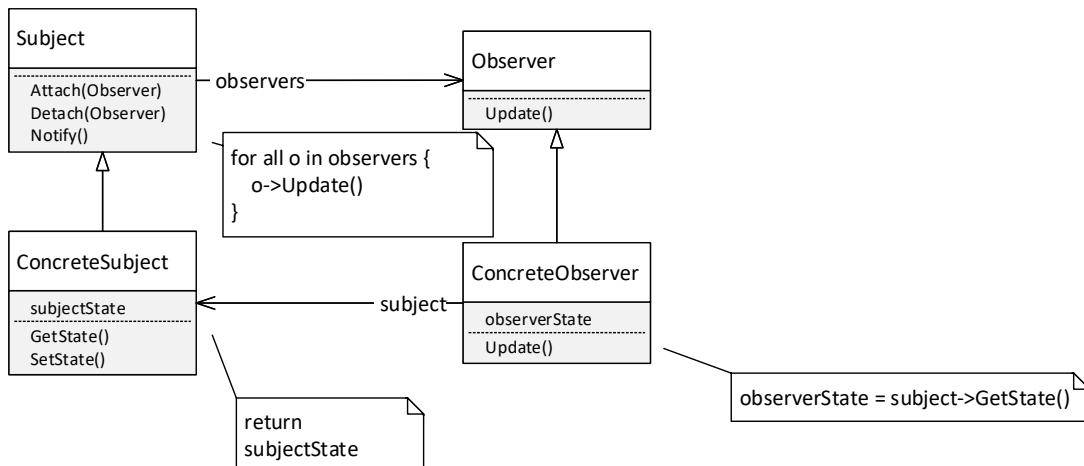 Subject
Attach(Observer)
Detach(Observer)
Notify()
observers
Observer
Update()
for all o in observers {
o->Update()
}
ConcreteSubject
subjectState
GetState()
SetState()
subject
ConcreteObserver
observerState
Update()
return
subjectState
observerState = subject->GetState()